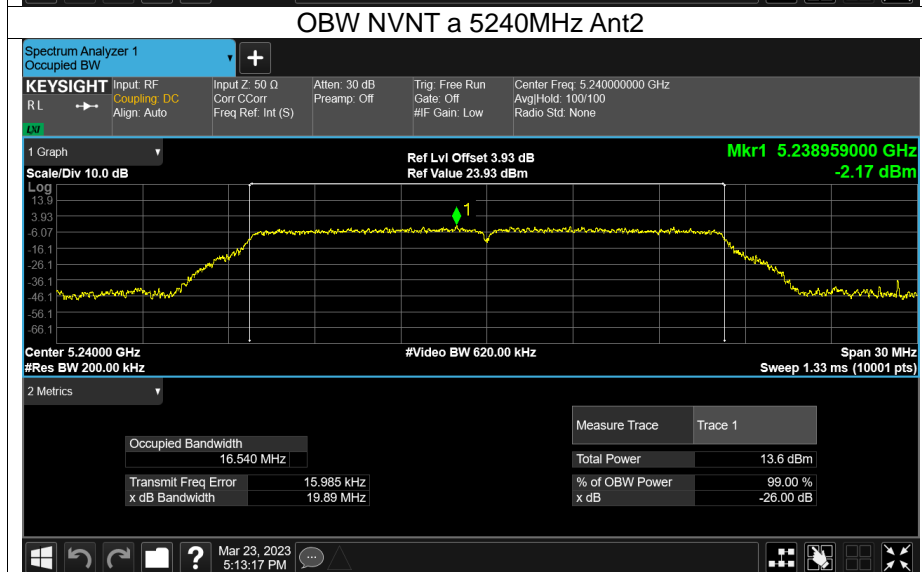 OBW NVNT a 5240MHz Ant2
Spectrum Analyzer 1
Occupied BW
+
KEYSIGHT
R L
LXI
Input: RF
Coupling: DC
Align: Auto
Input Z: 50 Ω
Corr CCorr
Freq Ref: Int (S)
Atten: 30 dB
Preamp: Off
Trig: Free Run
Gate: Off
#IF Gain: Low
Center Freq: 5.240000000 GHz
Avg|Hold: 100/100
Radio Std: None
1 Graph
Scale/Div 10.0 dB
Ref Lvl Offset 3.93 dB
Ref Value 23.93 dBm
Mkr1 5.238959000 GHz
-2.17 dBm
Log
13.9
3.93
-6.07
-16.1
-26.1
-36.1
-46.1
-56.1
-66.1
1
Center 5.24000 GHz
#Res BW 200.00 kHz
#Video BW 620.00 kHz
Span 30 MHz
Sweep 1.33 ms (10001 pts)
2 Metrics
Measure Trace Trace 1
Occupied Bandwidth
16.540 MHz
Total Power 13.6 dBm
Transmit Freq Error 15.985 kHz
% of OBW Power 99.00 %
x dB Bandwidth 19.89 MHz
x dB -26.00 dB
?
Mar 23, 2023
5:13:17 PM